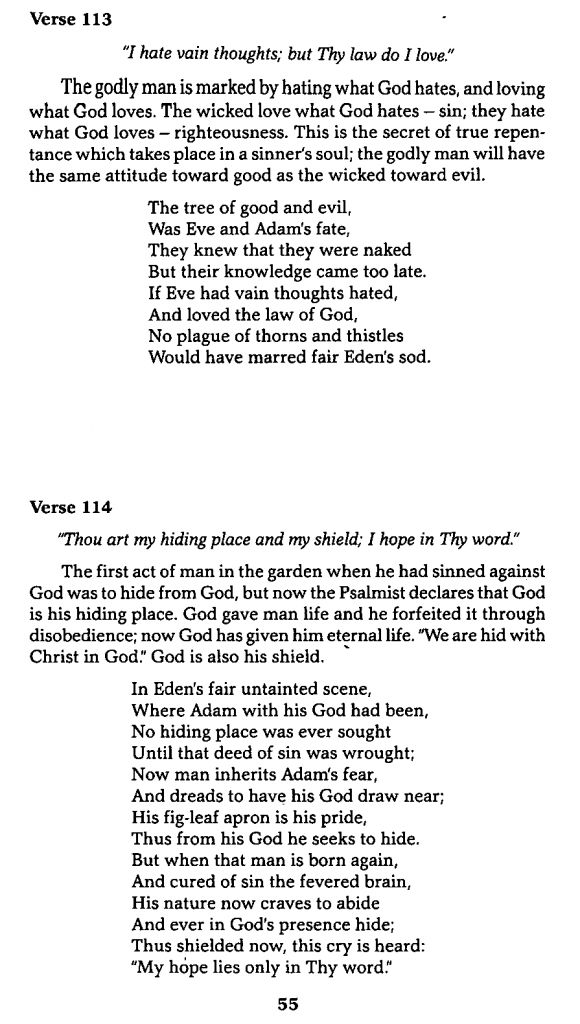 Verse 113
"I hate vain thoughts; but Thy law do I love."
The godly man is marked by hating what God hates, and loving
what God loves. The wicked love what God hates – sin; they hate
what God loves – righteousness. This is the secret of true repen-
tance which takes place in a sinner's soul; the godly man will have
the same attitude toward good as the wicked toward evil.
The tree of good and evil,
Was Eve and Adam's fate,
They knew that they were naked
But their knowledge came too late.
If Eve had vain thoughts hated,
And loved the law of God,
No plague of thorns and thistles
Would have marred fair Eden's sod.
Verse 114
"Thou art my hiding place and my shield; I hope in Thy word."
The first act of man in the garden when he had sinned against
God was to hide from God, but now the Psalmist declares that God
is his hiding place. God gave man life and he forfeited it through
disobedience; now God has given him eternal life. "We are hid with
Christ in God." God is also his shield.
In Eden's fair untainted scene,
Where Adam with his God had been,
No hiding place was ever sought
Until that deed of sin was wrought;
Now man inherits Adam's fear,
And dreads to have his God draw near;
His fig-leaf apron is his pride,
Thus from his God he seeks to hide.
But when that man is born again,
And cured of sin the fevered brain,
His nature now craves to abide
And ever in God's presence hide;
Thus shielded now, this cry is heard:
"My hope lies only in Thy word."
55